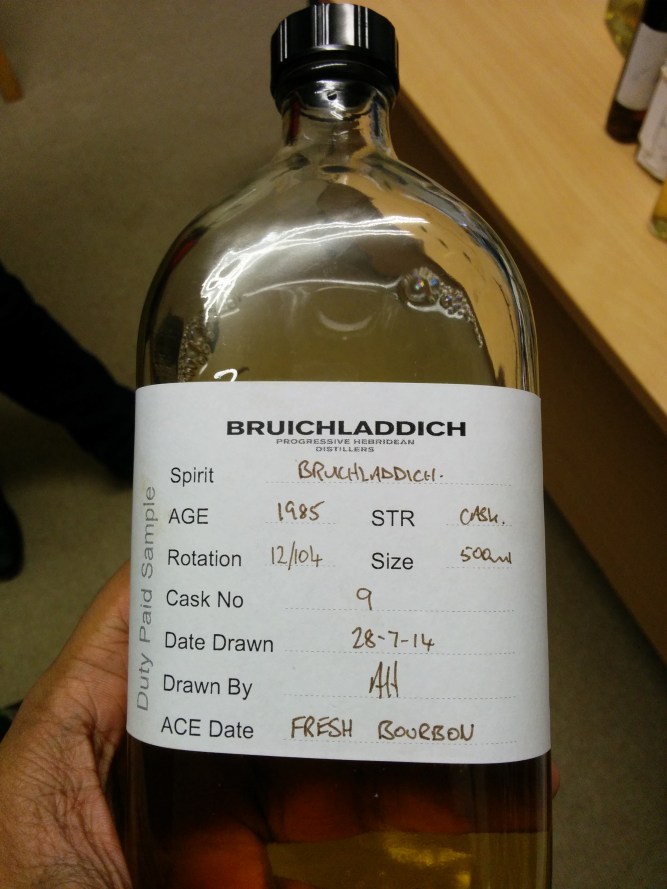 BRUICHLADDICH
PROGRESSIVE HEBRIDEAN
DISTILLERS
Duty Paid Sample
Spirit BRUICHLADDICH.
AGE 1985 STR CASK.
Rotation 12/104 Size 500ml
Cask No 9
Date Drawn 28-7-14
Drawn By AH
ACE Date FRESH BOURBON